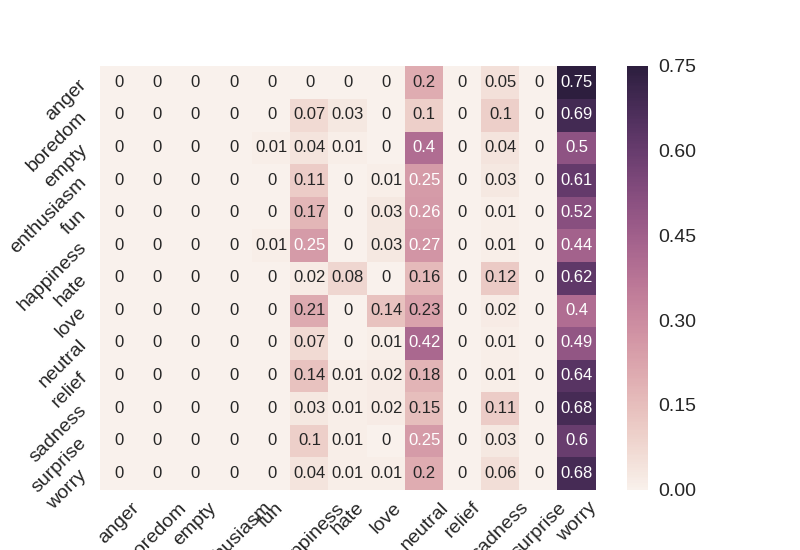 anger 0 0 0 0 0 0 0 0 0.2 0 0.05 0 0.75
boredom 0 0 0 0 0 0.07 0.03 0 0.1 0 0.1 0 0.69
empty 0 0 0 0 0.01 0.04 0.01 0 0.4 0 0.04 0 0.5
enthusiasm 0 0 0 0 0 0.11 0 0.01 0.25 0 0.03 0 0.61
fun 0 0 0 0 0 0.17 0 0.03 0.26 0 0.01 0 0.52
happiness 0 0 0 0 0.01 0.25 0 0.03 0.27 0 0.01 0 0.44
hate 0 0 0 0 0 0.02 0.08 0 0.16 0 0.12 0 0.62
love 0 0 0 0 0 0.21 0 0.14 0.23 0 0.02 0 0.4
neutral 0 0 0 0 0 0.07 0 0.01 0.42 0 0.01 0 0.49
relief 0 0 0 0 0 0.14 0.01 0.02 0.18 0 0.01 0 0.64
sadness 0 0 0 0 0 0.03 0.01 0.02 0.15 0 0.11 0 0.68
surprise 0 0 0 0 0 0.1 0.01 0 0.25 0 0.03 0 0.6
worry 0 0 0 0 0 0.04 0.01 0.01 0.2 0 0.06 0 0.68
anger oredom empty husiasm fun ppiness hate love neutral relief sadness surprise worry
0.75
0.60
0.45
0.30
0.15
0.00